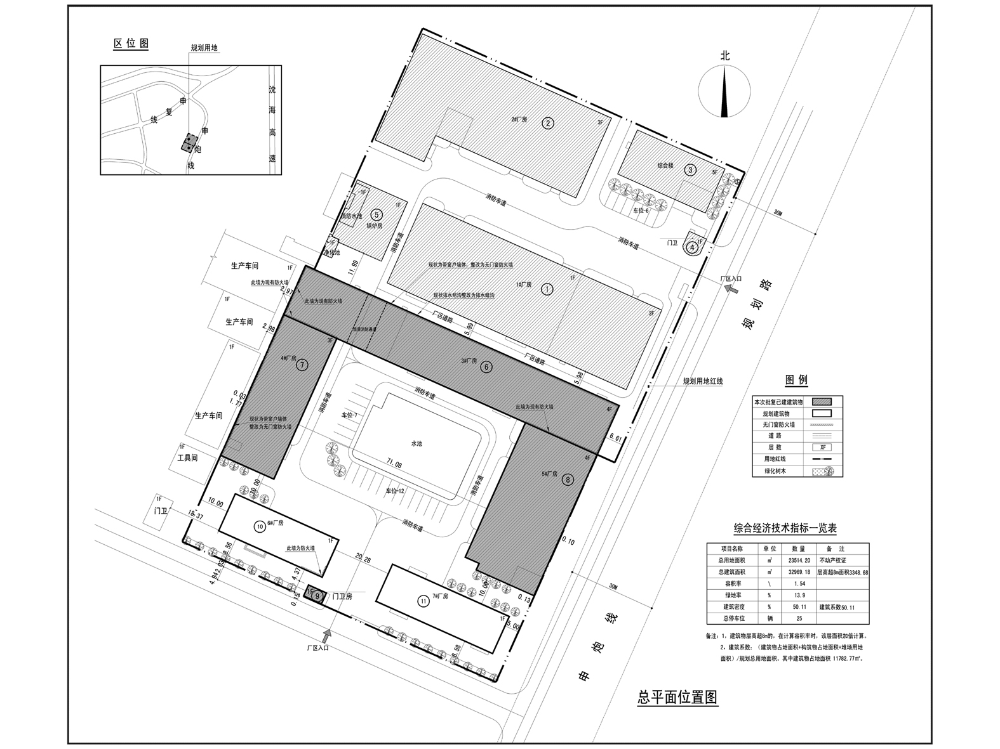 区位图
规划用地
沈海高速
申复线
申炮线
北
2#厂房
2
3F
综合楼
3
5F
车位-6
30M
-1F
1F
5
消防水池
锅炉房
-1F
净化池
消防车道
消防车道
消防车道
门卫
1F
4
厂区入口
规划路
11.99
现状为带窗户墙体，整改为无门窗防火墙
1#厂房
1F
1
2F
生产车间
1F
此墙为现有防火墙
2.97
此墙为现有防火墙
现状排水明沟整改为排水暗沟
厂区道路
5.99
1F
生产车间
2.98
3F
4#厂房
7
3#厂房
6
厂区道路
5.98
规划用地红线
1F
0.03
1.77
生产车间
现状为带窗户墙体
整改为无门窗防火墙
消防车道
消防车道
车位-7
水池
71.08
此墙为现有防火墙
4F
6.61
4F
1F
工具间
5#厂房
8
车位-12
消防车道
消防车道
10.00
10.00
1F
门卫
18.37
10
6#厂房
1F
此墙为防火墙
8.56
2.03
4.94
4.37
20.28
0.10
1F
9
门卫房
0.15
11
7#厂房
10.00
0.13
1F
5.00
8.58
厂区入口
30M
申炮线
图例
本次批复已建建筑物
规划建筑物
无门窗防火墙
道路
层数 XF
用地红线
绿化树木
综合经济技术指标一览表
项目名称 单位 数量 备注
总用地面积 ㎡ 23514.20 不动产权证
总建筑面积 ㎡ 32969.18 层高超8m面积3348.68
容积率 \ 1.54
绿地率 % 13.9
建筑密度 % 50.11 建筑系数50.11
总停车位 辆 25
备注：1，建筑物层高超8m的，在计算容积率时，该层面积加倍计算。
2，建筑系数：（建筑物占地面积+构筑物占地面积+堆场用地
面积）/规划总用地面积。其中建筑物占地面积 11782.77㎡。
总平面位置图